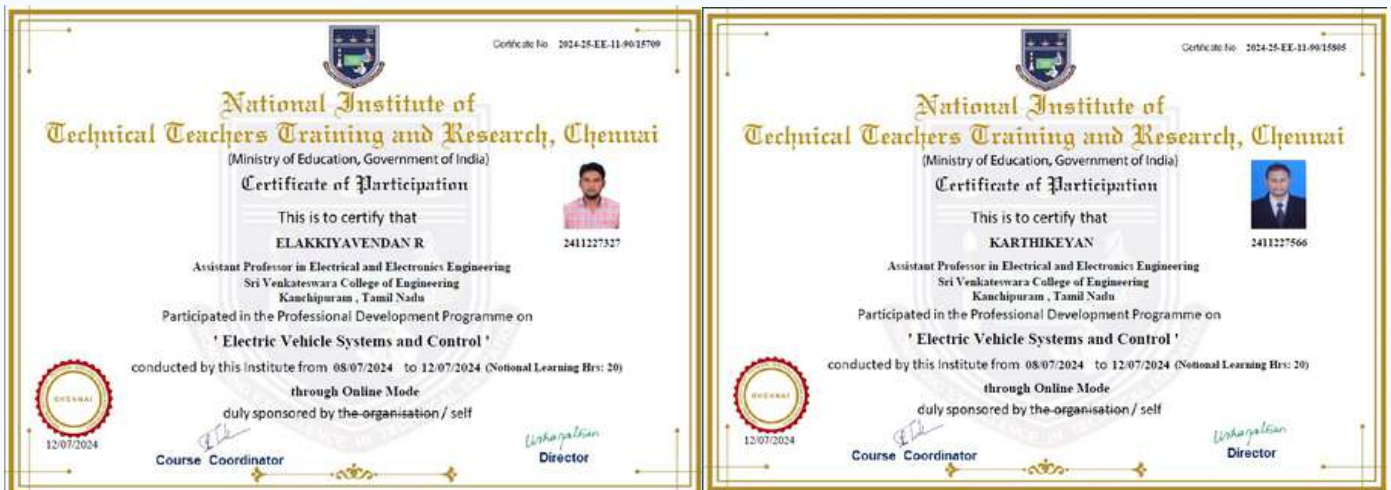 Certificate No 2024-25-EE-11-90/15709
National Institute of
Technical Teachers Training and Research, Chennai
(Ministry of Education, Government of India)
Certificate of Participation
This is to certify that
ELAKKIYAVENDAN R
2411227327
Assistant Professor in Electrical and Electronics Engineering
Sri Venkateswara College of Engineering
Kanchipuram , Tamil Nadu
Participated in the Professional Development Programme on
' Electric Vehicle Systems and Control '
conducted by this Institute from 08/07/2024 to 12/07/2024 (Notional Learning Hrs: 20)
through Online Mode
duly sponsored by the organisation / self
CHENNAI
12/07/2024
Course Coordinator
Director
Certificate No 2024-25-EE-11-90/15805
National Institute of
Technical Teachers Training and Research, Chennai
(Ministry of Education, Government of India)
Certificate of Participation
This is to certify that
KARTHIKEYAN
2411227566
Assistant Professor in Electrical and Electronics Engineering
Sri Venkateswara College of Engineering
Kanchipuram , Tamil Nadu
Participated in the Professional Development Programme on
' Electric Vehicle Systems and Control '
conducted by this Institute from 08/07/2024 to 12/07/2024 (Notional Learning Hrs: 20)
through Online Mode
duly sponsored by the organisation / self
CHENNAI
12/07/2024
Course Coordinator
Director